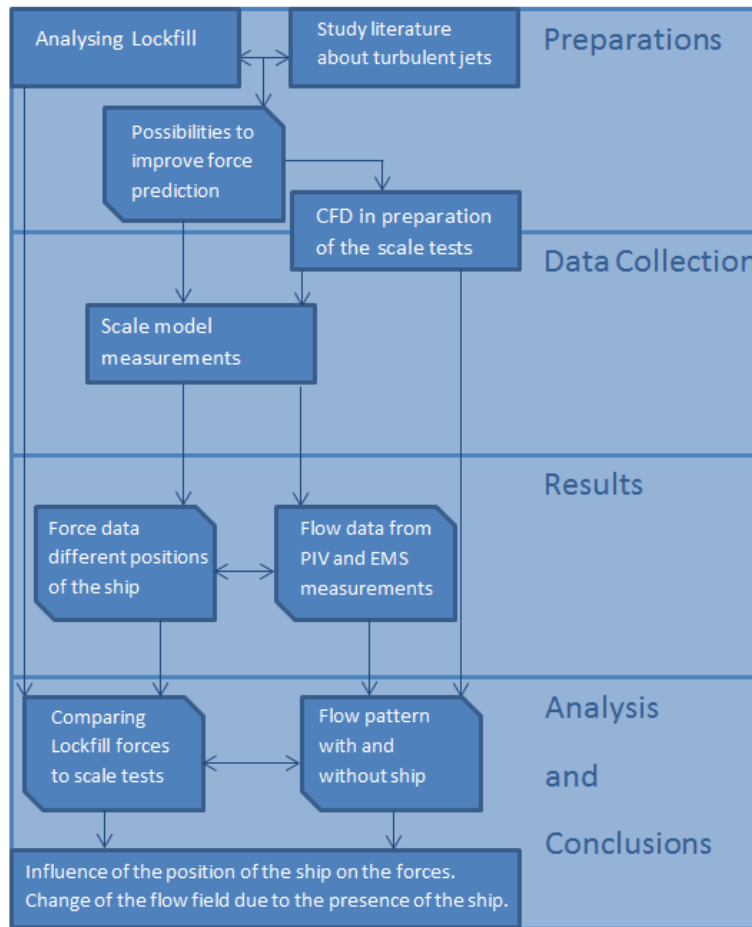 Analysing Lockfill
Study literature
about turbulent jets
Preparations
Possibilities to
improve force
prediction
CFD in preparation
of the scale tests
Data Collection
Scale model
measurements
Results
Force data
different positions
of the ship
Flow data from
PIV and EMS
measurements
Analysis
and
Conclusions
Comparing
Lockfill forces
to scale tests
Flow pattern
with and
without ship
Influence of the position of the ship on the forces.
Change of the flow field due to the presence of the ship.